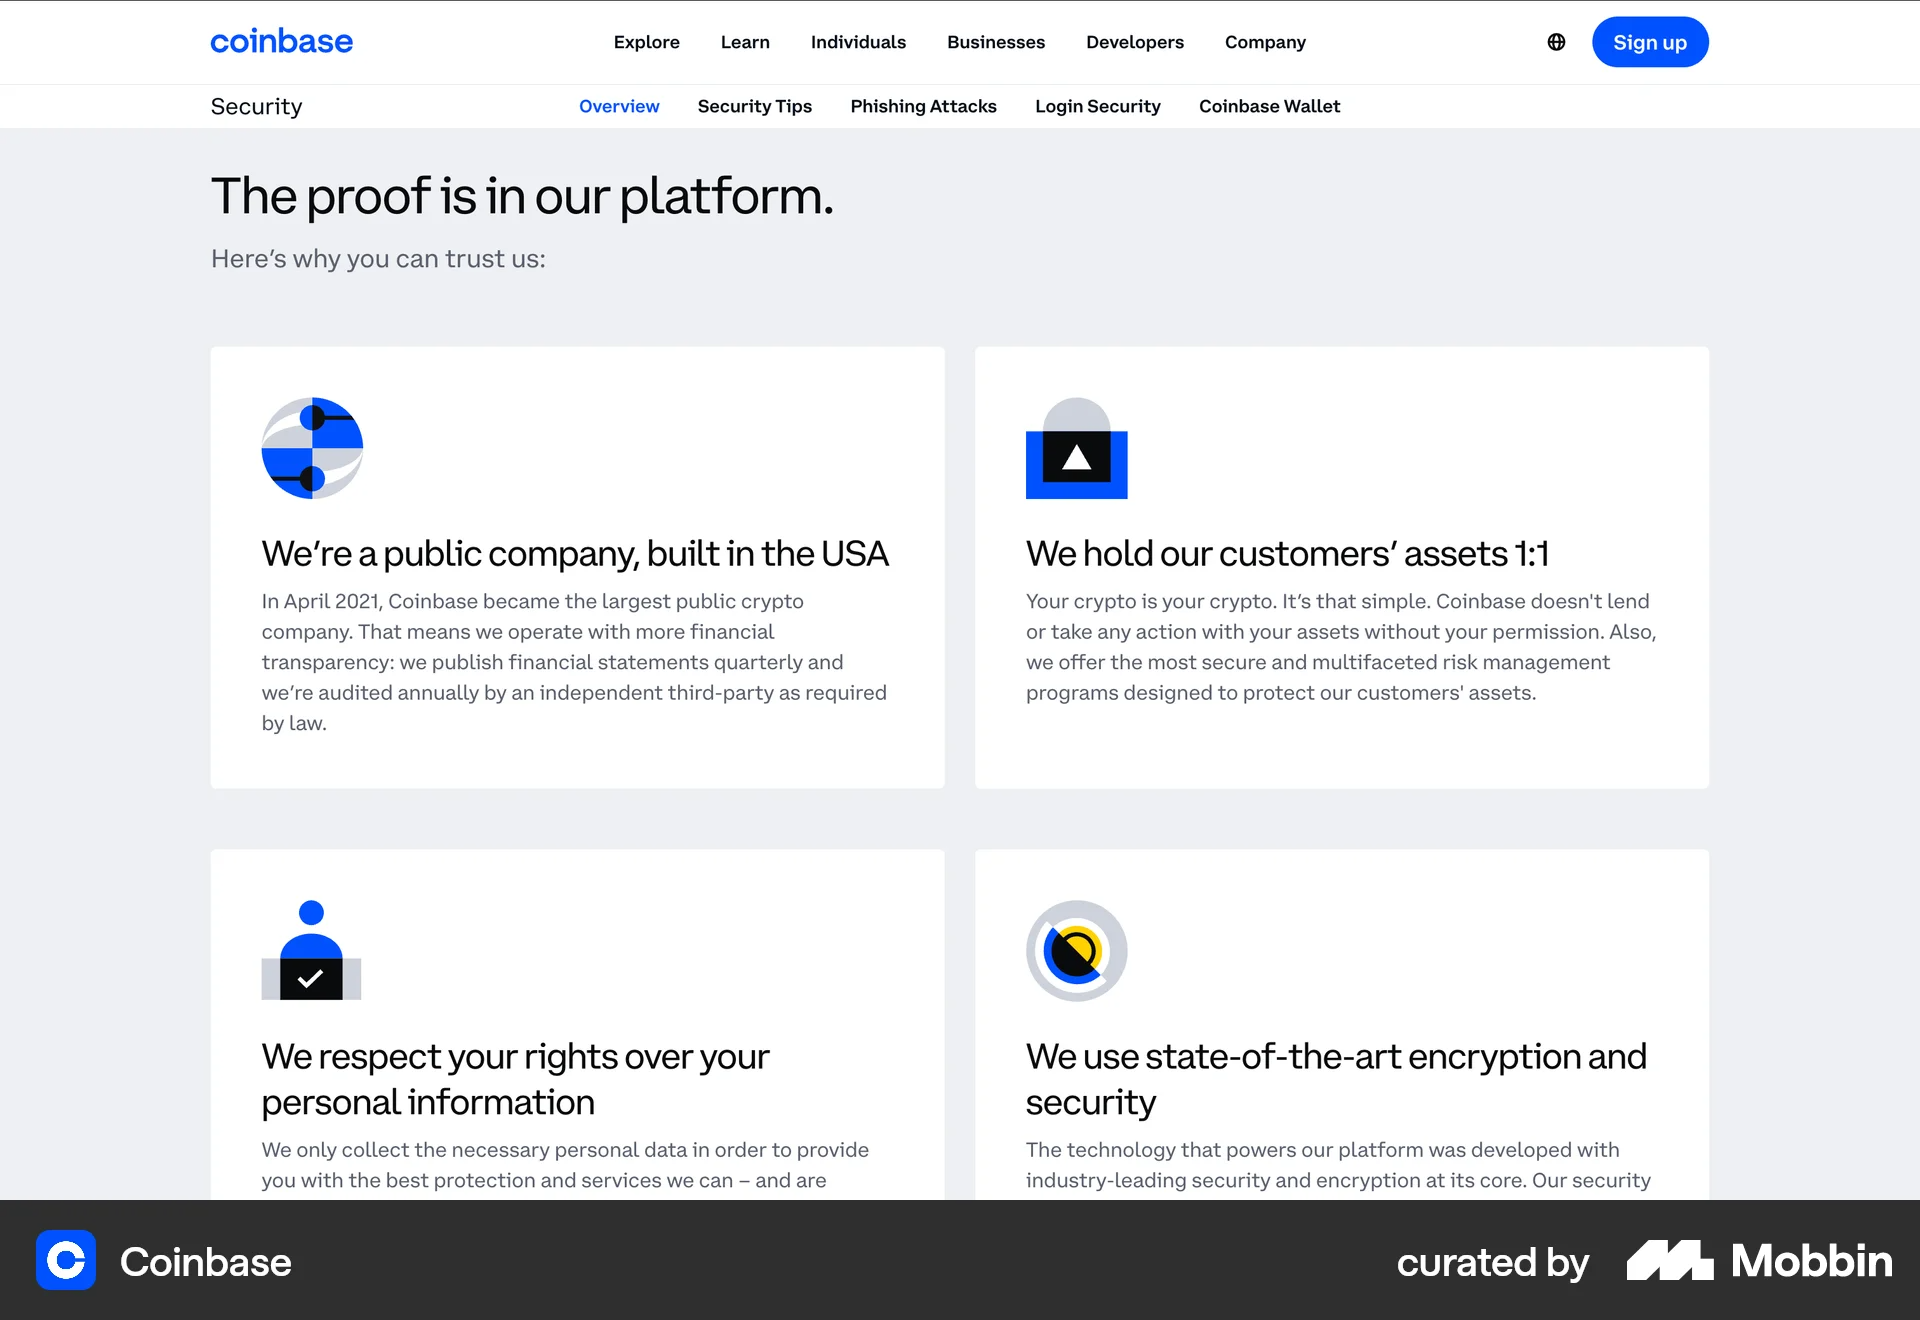 coinbase
Explore
Learn
Individuals
Businesses
Developers
Company
Sign up
Security
Overview
Security Tips
Phishing Attacks
Login Security
Coinbase Wallet
The proof is in our platform.
Here’s why you can trust us:
We’re a public company, built in the USA
In April 2021, Coinbase became the largest public crypto
company. That means we operate with more financial
transparency: we publish financial statements quarterly and
we’re audited annually by an independent third-party as required
by law.
We hold our customers’ assets 1:1
Your crypto is your crypto. It’s that simple. Coinbase doesn't lend
or take any action with your assets without your permission. Also,
we offer the most secure and multifaceted risk management
programs designed to protect our customers' assets.
We respect your rights over your
personal information
We only collect the necessary personal data in order to provide
you with the best protection and services we can – and are
We use state-of-the-art encryption and
security
The technology that powers our platform was developed with
industry-leading security and encryption at its core. Our security
Coinbase
curated by
Mobbin